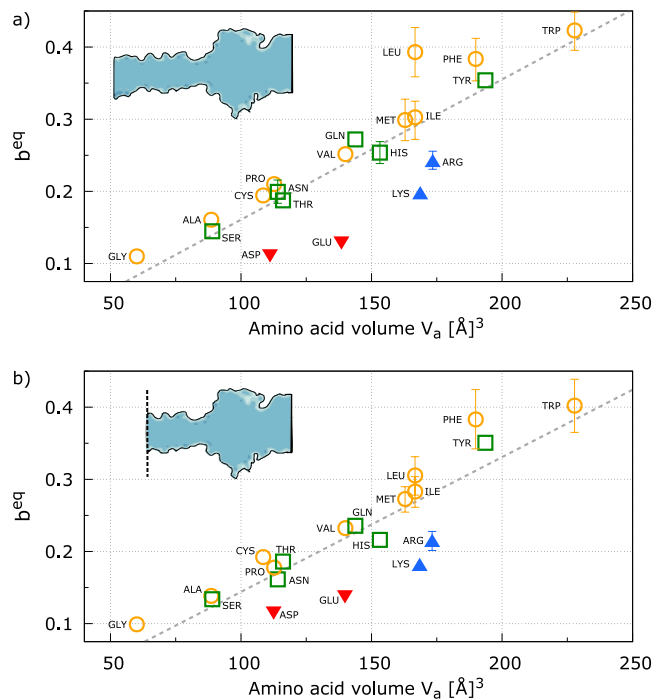 a)
0.4
0.3
0.2
0.1
b^eq
LEU
PHE
TRP
TYR
MET
ILE
GLN
VAL
HIS
ARG
LYS
PRO
ASN
CYS
THR
ALA
SER
GLY
ASP
GLU
50 100 150 200 250
Amino acid volume V_a [Å]^3
b)
0.4
0.3
0.2
0.1
b^eq
TRP
PHE
TYR
LEU
MET
ILE
GLN
VAL
HIS
ARG
LYS
CYS
THR
PRO
ASN
ALA
SER
GLU
ASP
GLY
50 100 150 200 250
Amino acid volume V_a [Å]^3